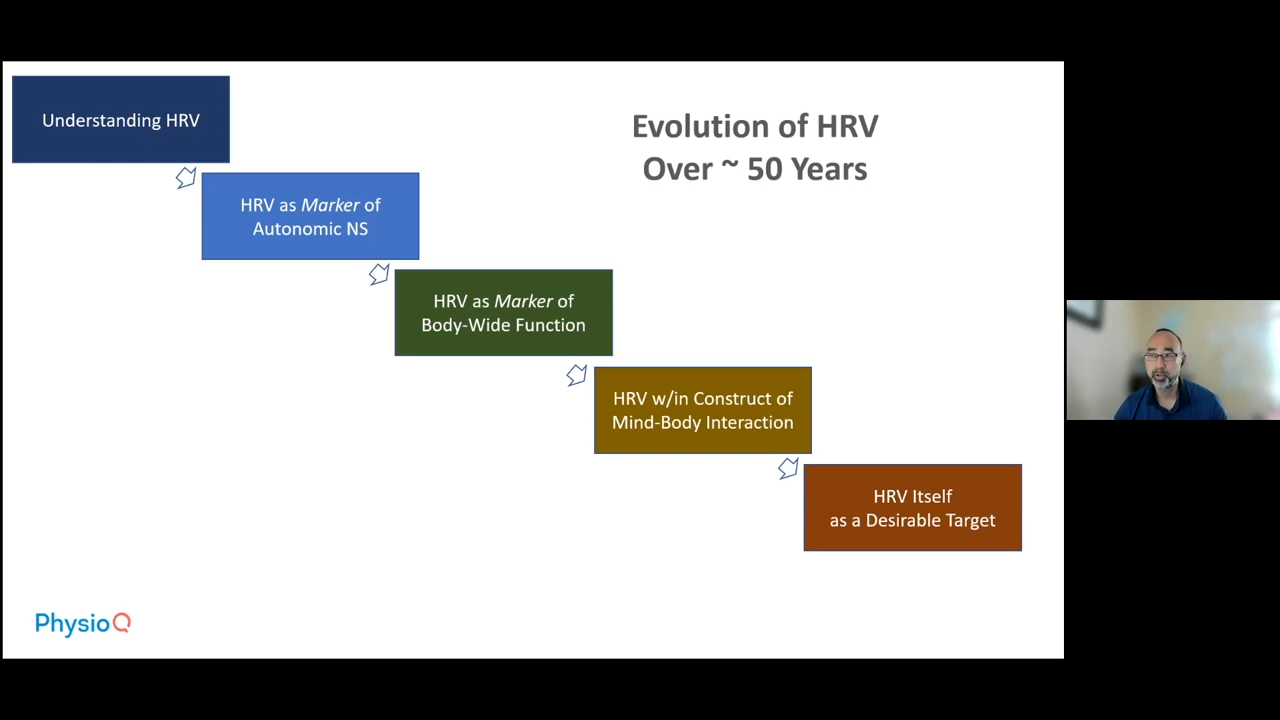 Understanding HRV
Evolution of HRV
Over ~ 50 Years
HRV as Marker of
Autonomic NS
HRV as Marker of
Body-Wide Function
HRV w/in Construct of
Mind-Body Interaction
HRV Itself
as a Desirable Target
PhysioQ